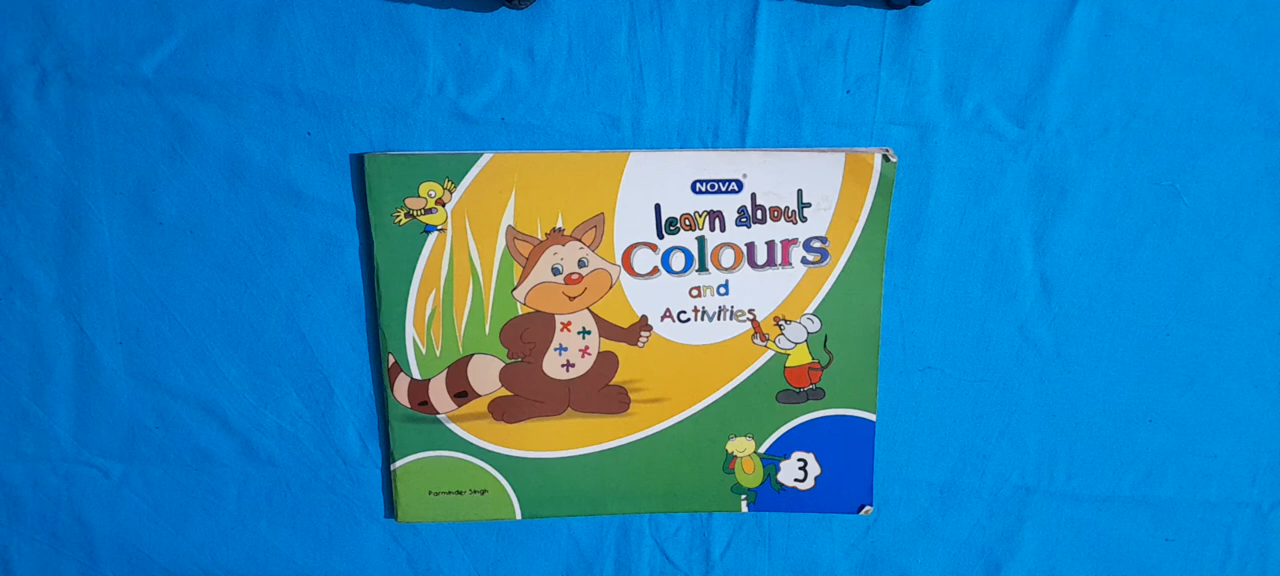 NOVA®
learn about
Colours
and
Activities
3
Parminder Singh